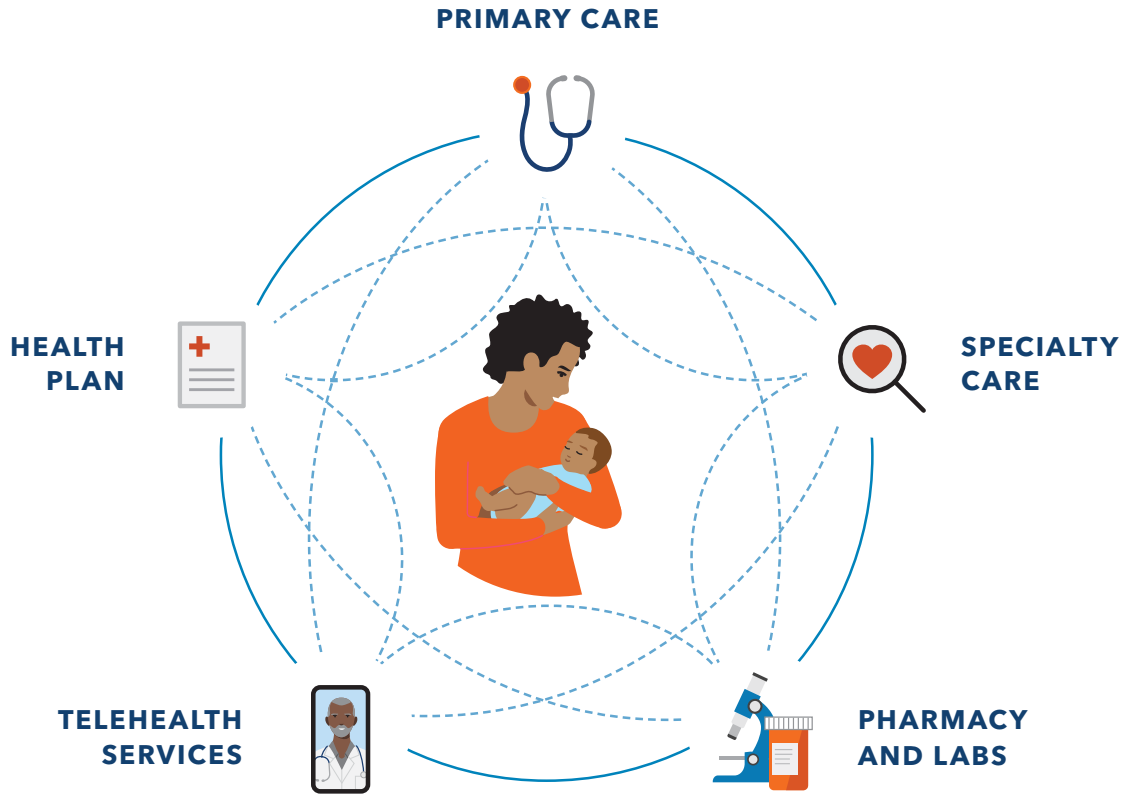 PRIMARY CARE
HEALTH
PLAN
SPECIALTY
CARE
TELEHEALTH
SERVICES
PHARMACY
AND LABS